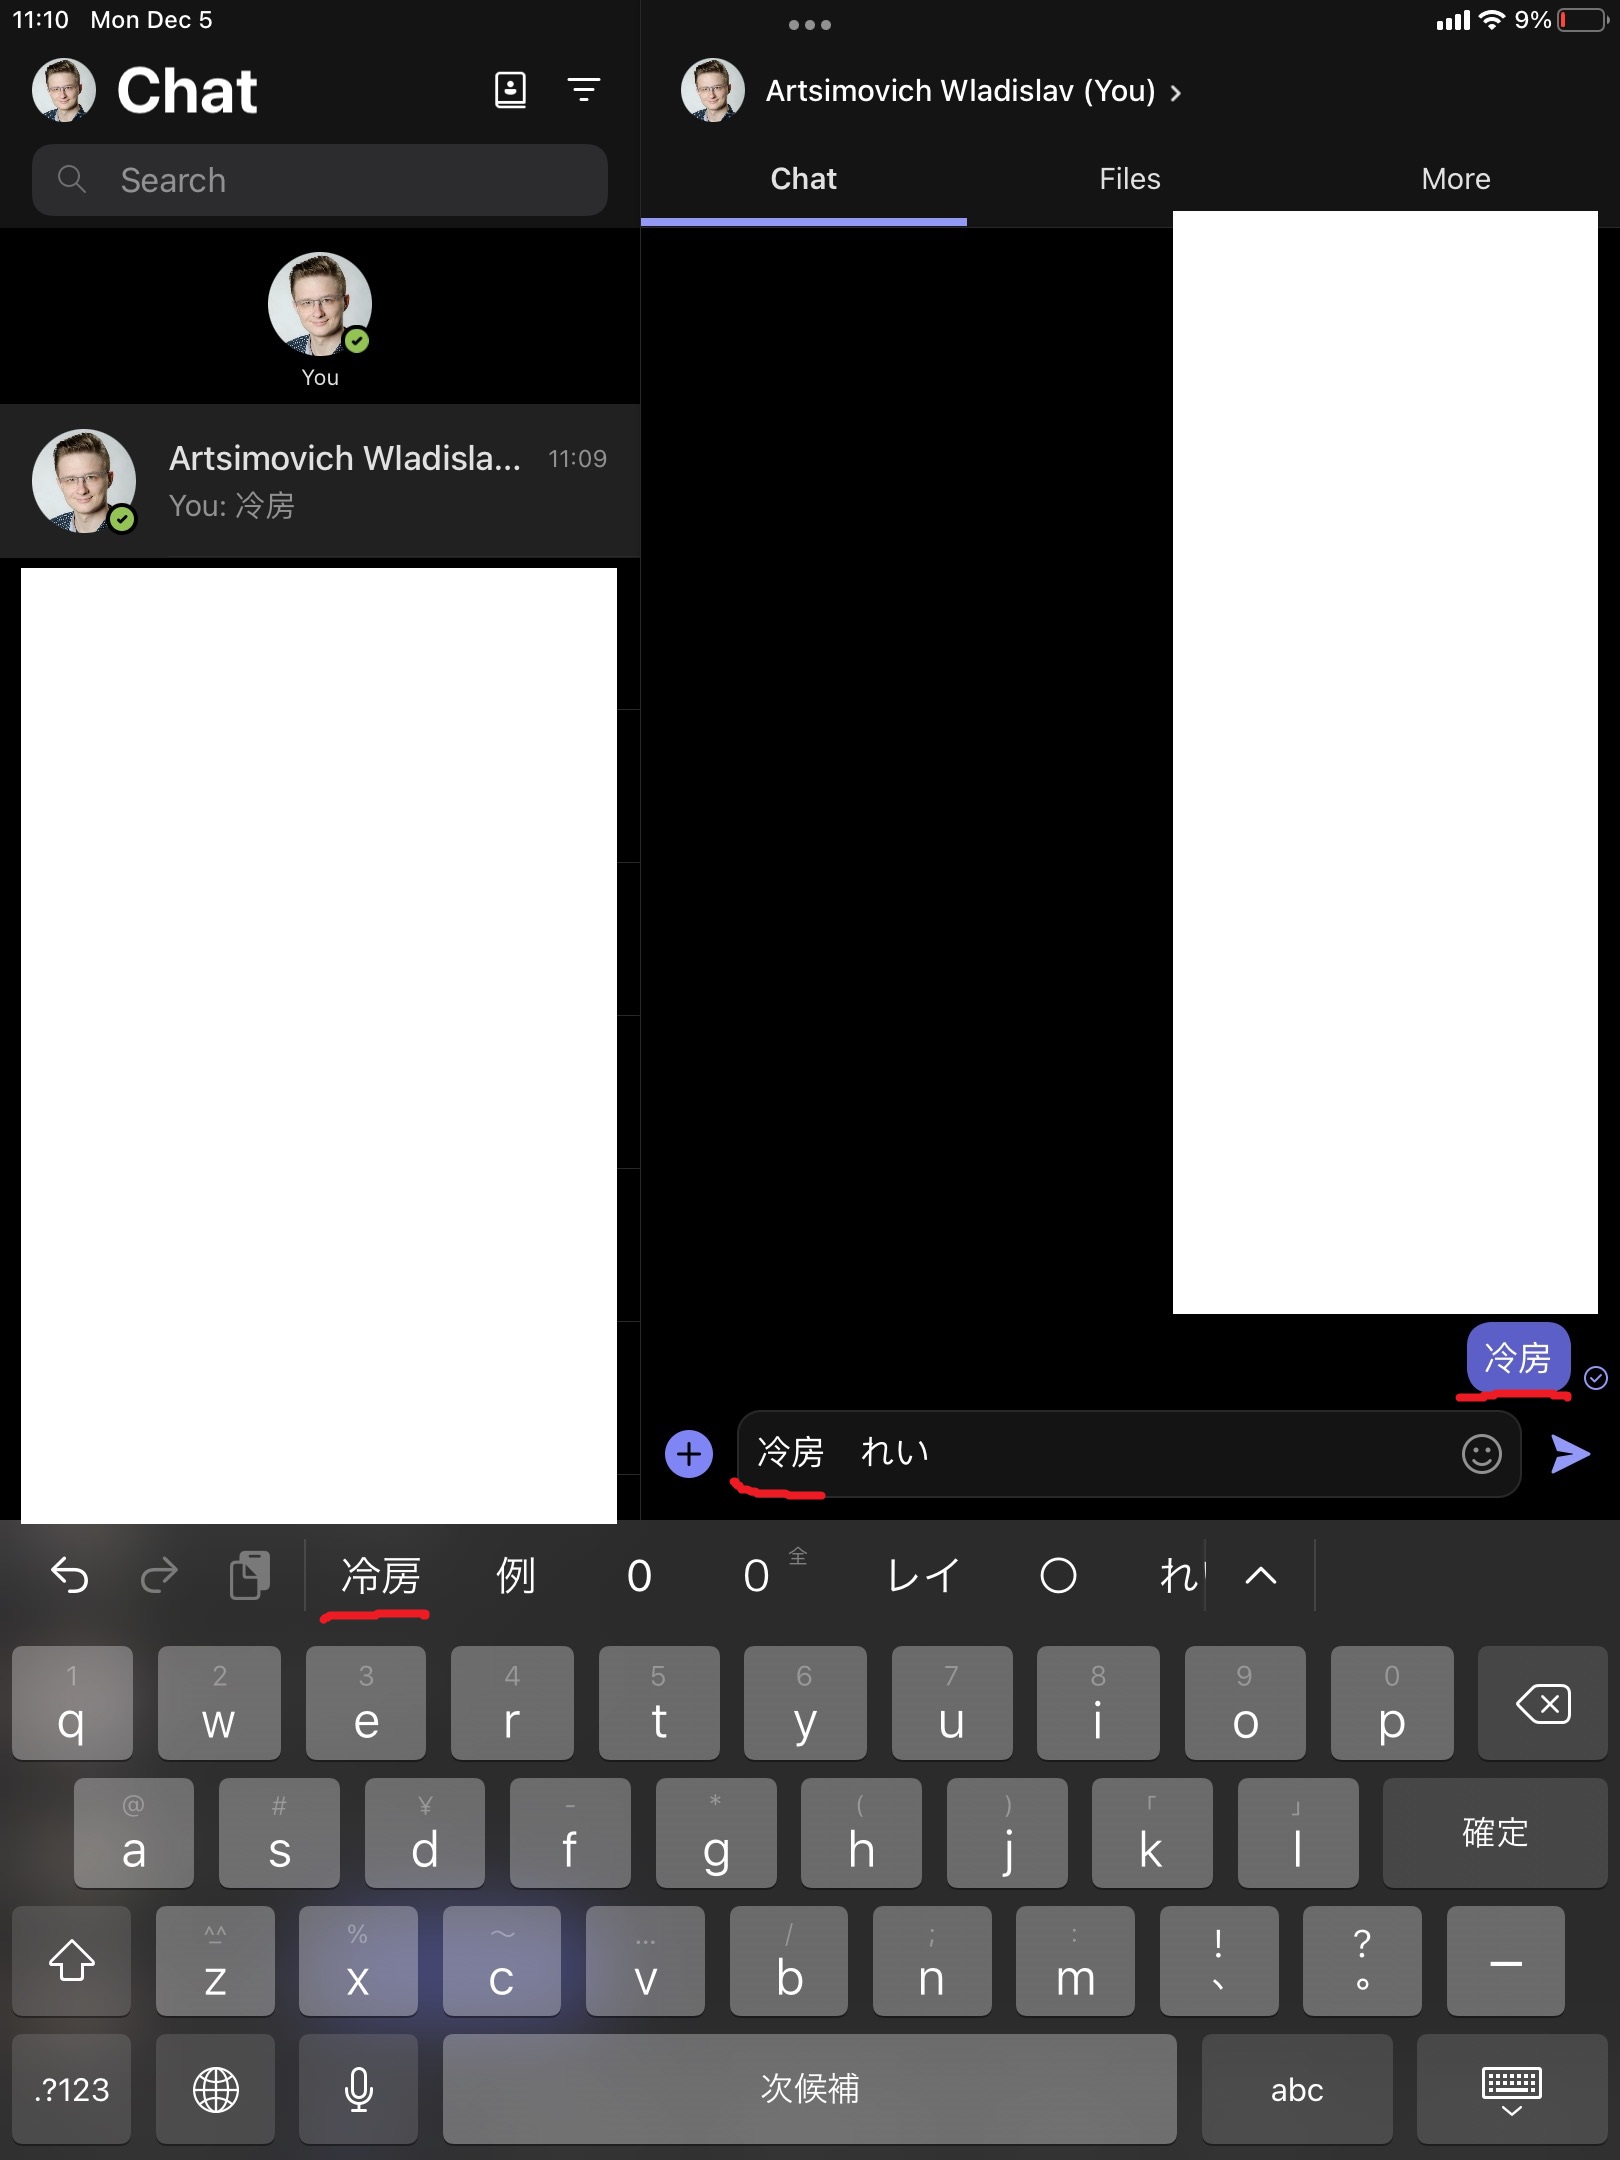 11:10 Mon Dec 5
9%
Chat
Search
You
Artsimovich Wladisla... 11:09
You: 冷房
Artsimovich Wladislav (You)
Chat Files More
冷房
冷房　れい
冷房 例 0 0 全 レイ 〇 れ
1 2 3 4 5 6 7 8 9 0
q w e r t y u i o p
@ # ¥ - * ( ) 「 」
a s d f g h j k l 確定
^^ % 〜 … / ; : ! ?
z x c v b n m 、 。 ー
.?123 次候補 abc